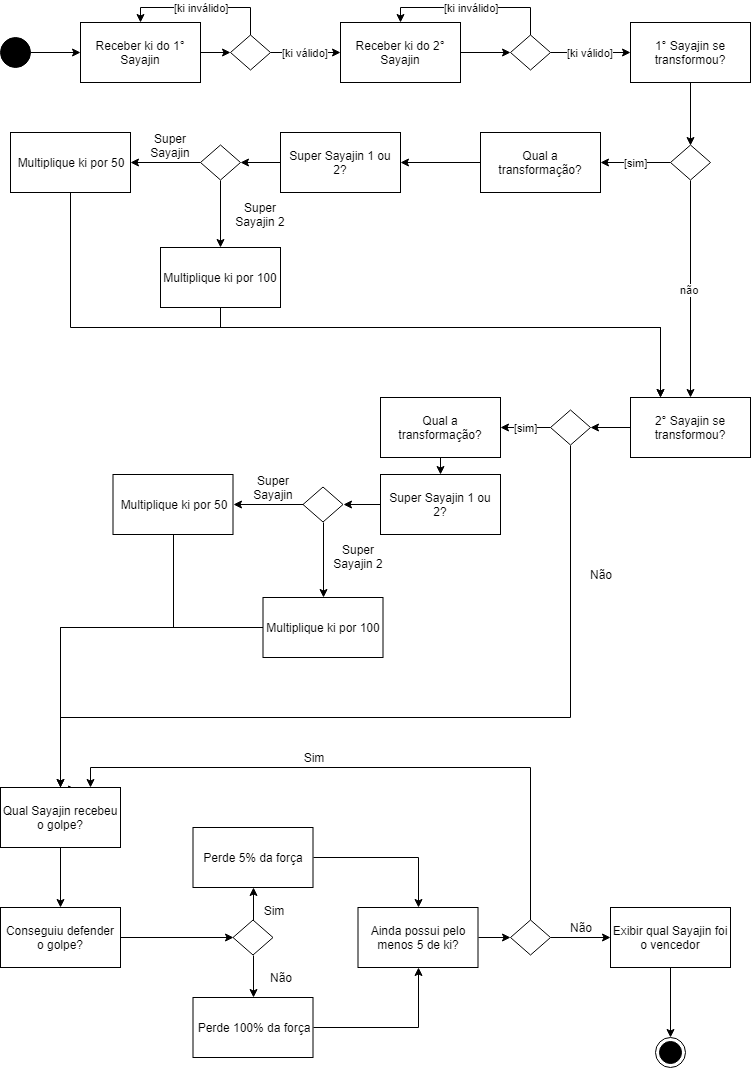 [ki inválido]
[ki inválido]
Receber ki do 1°
Sayajin
[ki válido]
Receber ki do 2°
Sayajin
[ki válido]
1° Sayajin se
transformou?
Multiplique ki por 50
Super
Sayajin
Super Sayajin 1 ou
2?
Qual a
transformação?
[sim]
Super
Sayajin 2
Multiplique ki por 100
não
Qual a
transformação?
[sim]
2° Sayajin se
transformou?
Multiplique ki por 50
Super
Sayajin
Super Sayajin 1 ou
2?
Super
Sayajin 2
Não
Multiplique ki por 100
Sim
Qual Sayajin recebeu
o golpe?
Perde 5% da força
Sim
Conseguiu defender
o golpe?
Ainda possui pelo
menos 5 de ki?
Não
Exibir qual Sayajin foi
o vencedor
Não
Perde 100% da força